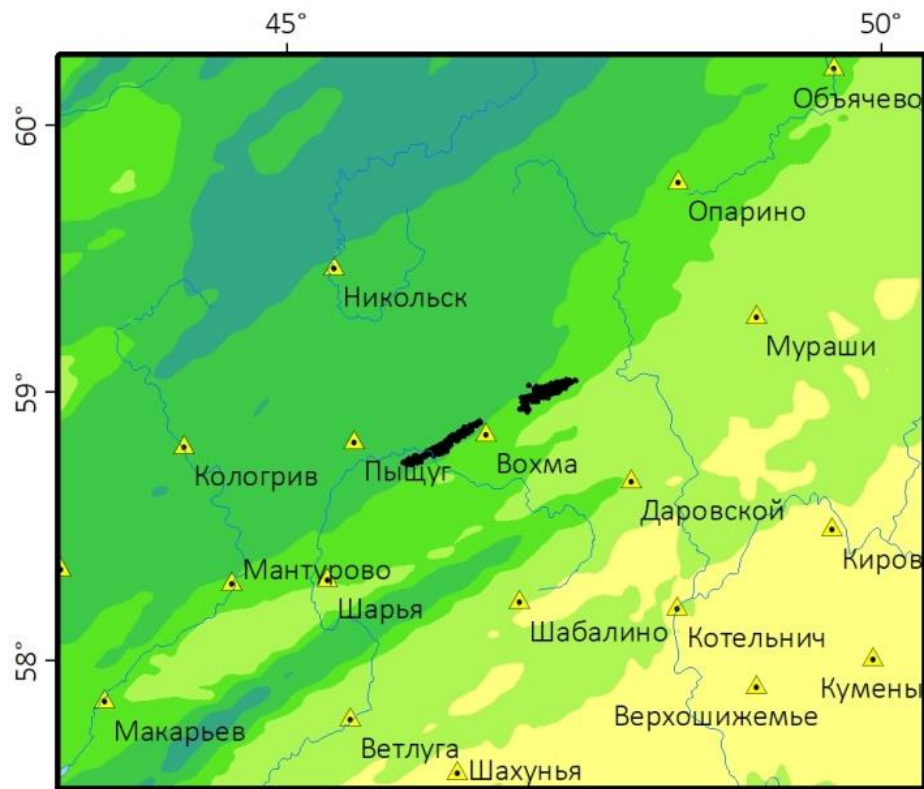 45°
50°
Объячево
60°
Опарино
Никольск
Мураши
59°
Кологрив
Пыщуг
Вохма
Даровской
Киров
Мантурово
Шарья
Шабалино
Котельнич
58°
Кумены
Верхошижемье
Макарьев
Ветлуга
Шахунья